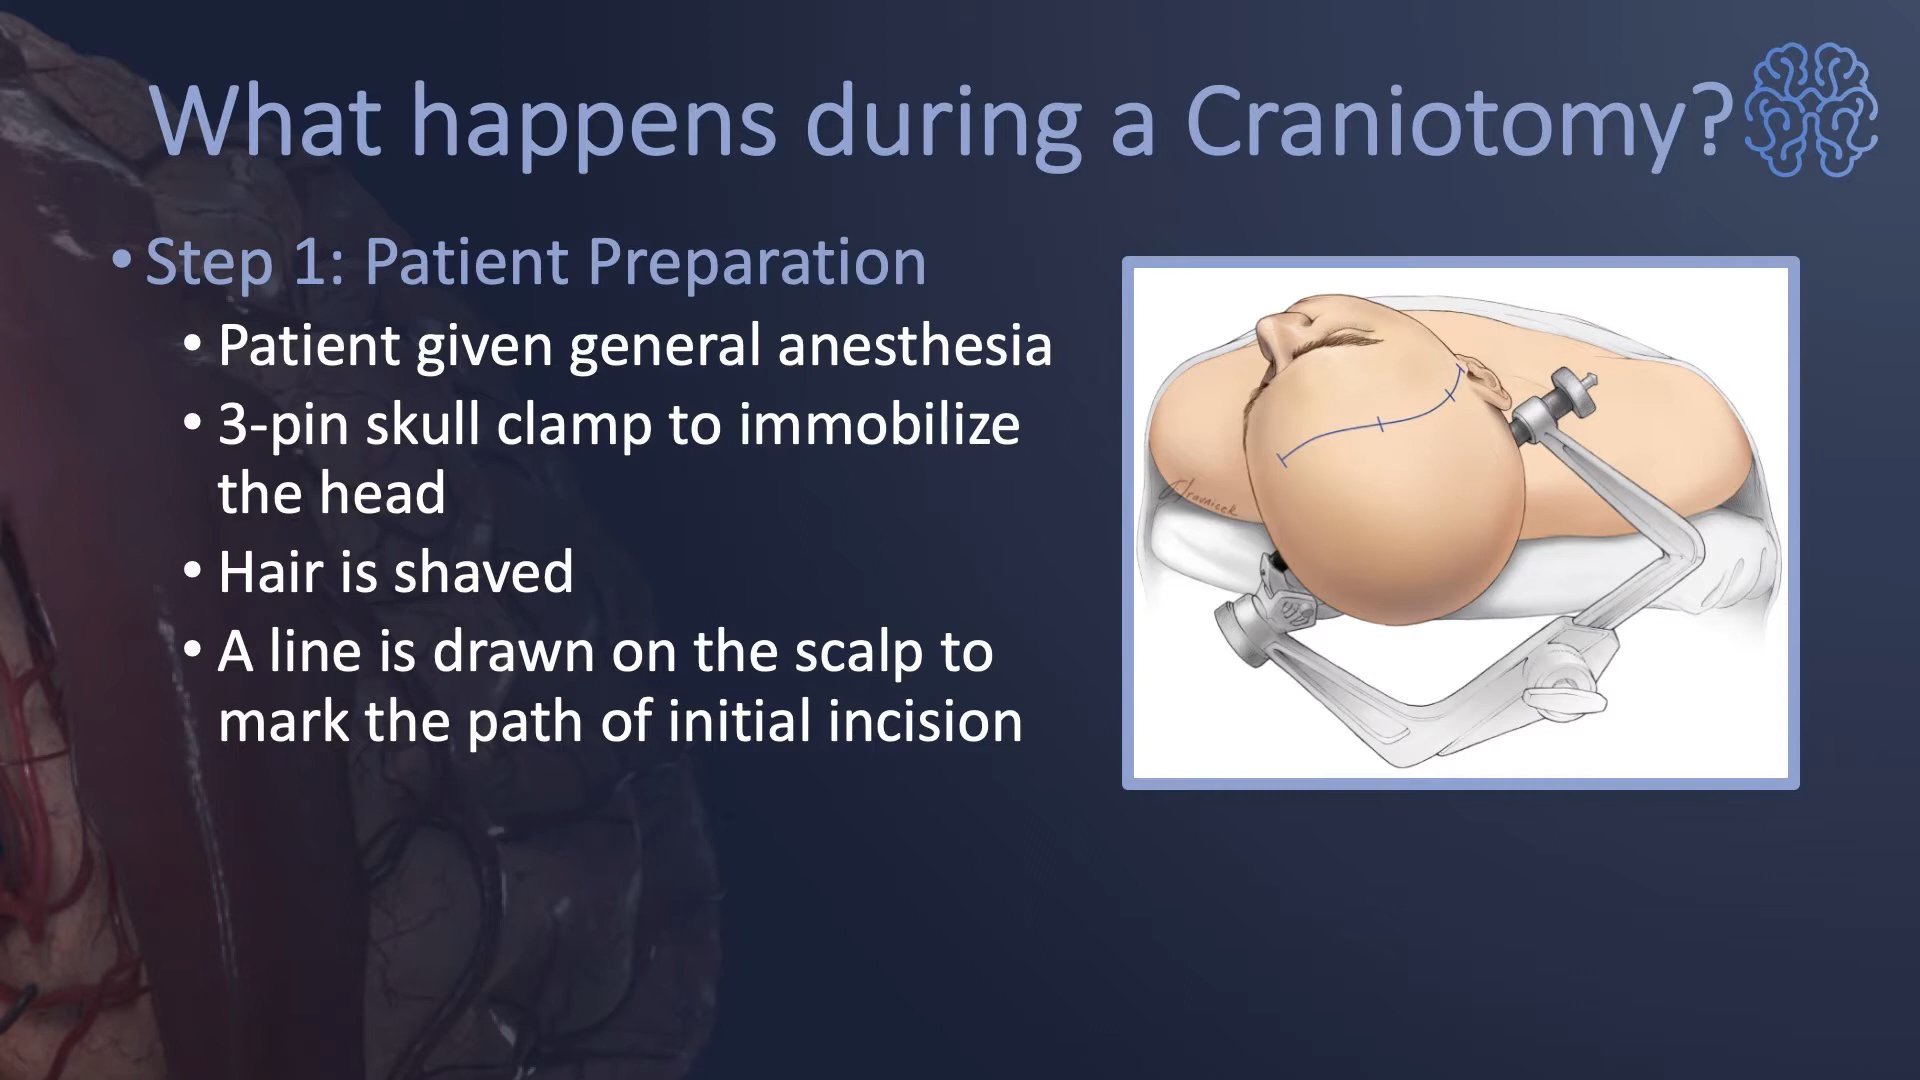 What happens during a Craniotomy?
• Step 1: Patient Preparation
• Patient given general anesthesia
• 3-pin skull clamp to immobilize
the head
• Hair is shaved
• A line is drawn on the scalp to
mark the path of initial incision